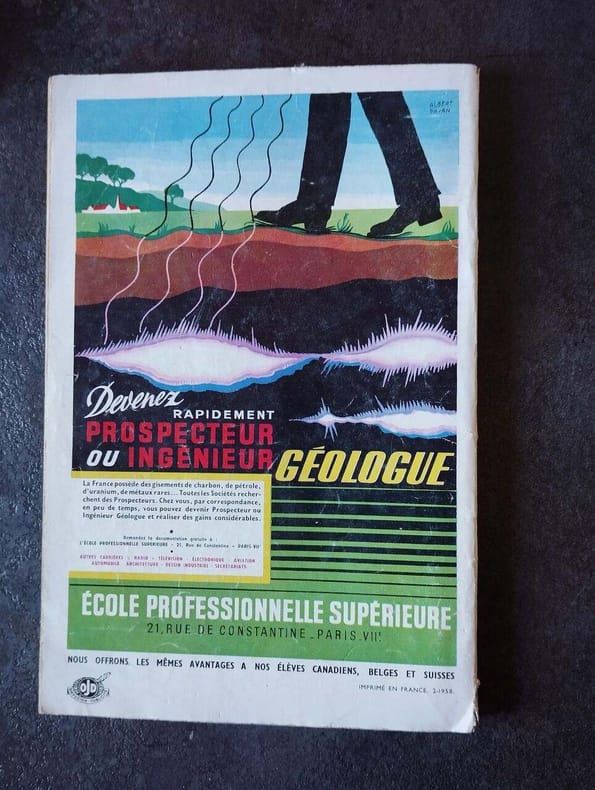 ALBERT
Devenez
RAPIDEMENT
PROSPECTEUR
OU INGÉNIEUR GÉOLOGUE
La France possède des gisements de charbon, de pétrole,
d'uranium, de métaux rares... Toutes les Sociétés recher-
chent des Prospecteurs. Chez vous, par correspondance,
en peu de temps, vous pouvez devenir Prospecteur ou
Ingénieur Géologue et réaliser des gains considérables.
Demandez la documentation gratuite à :
L'ÉCOLE PROFESSIONNELLE SUPÉRIEURE - 21, Rue de Constantine - PARIS-VIIᵉ
AUTRES CARRIÈRES : RADIO - TÉLÉVISION - ÉLECTRONIQUE - AVIATION
AUTOMOBILE - ARCHITECTURE - DESSIN INDUSTRIEL - SECRÉTARIATS
ÉCOLE PROFESSIONNELLE SUPÉRIEURE
21, RUE DE CONSTANTINE - PARIS.VIIᵉ
NOUS OFFRONS LES MÊMES AVANTAGES A NOS ÉLÈVES CANADIENS, BELGES ET SUISSES
OJD
IMPRIMÉ EN FRANCE. 2-1958